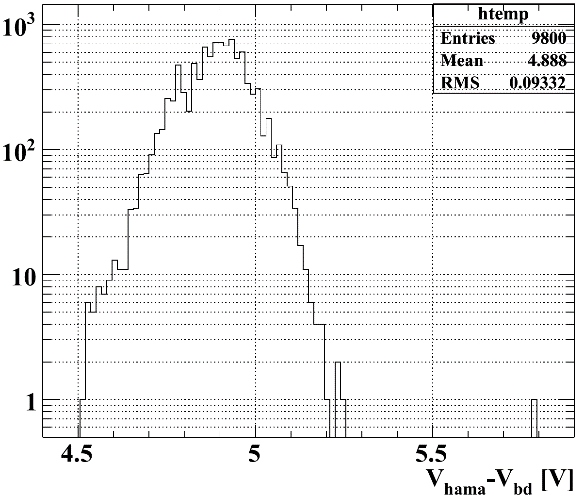 htemp
Entries 9800
Mean 4.888
RMS 0.09332
10³
10²
10
1
4.5 5 5.5
V_hama-V_bd [V]